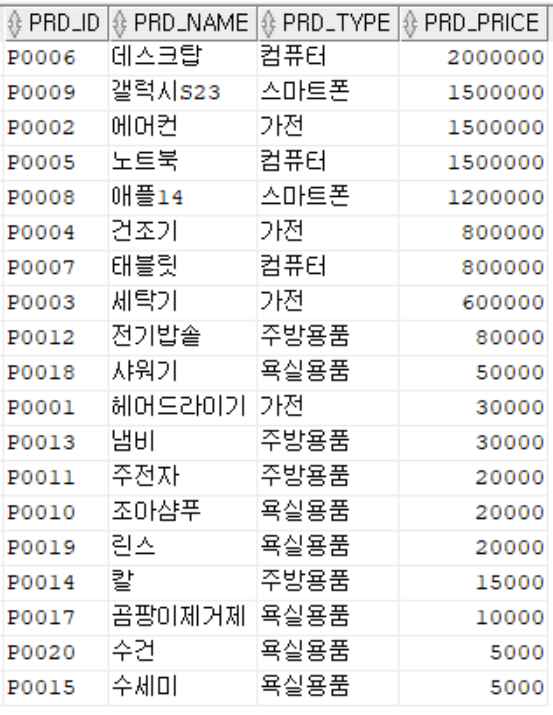 PRD_ID PRD_NAME PRD_TYPE PRD_PRICE
P0006 데스크탑 컴퓨터 2000000
P0009 갤럭시S23 스마트폰 1500000
P0002 에어컨 가전 1500000
P0005 노트북 컴퓨터 1500000
P0008 애플14 스마트폰 1200000
P0004 건조기 가전 800000
P0007 태블릿 컴퓨터 800000
P0003 세탁기 가전 600000
P0012 전기밥솥 주방용품 80000
P0018 샤워기 욕실용품 50000
P0001 헤어드라이기 가전 30000
P0013 냄비 주방용품 30000
P0011 주전자 주방용품 20000
P0010 조아샴푸 욕실용품 20000
P0019 린스 욕실용품 20000
P0014 칼 주방용품 15000
P0017 곰팡이제거제 욕실용품 10000
P0020 수건 욕실용품 5000
P0015 수세미 욕실용품 5000